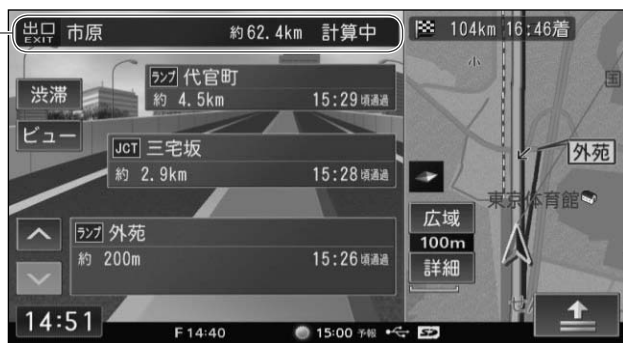 出口 EXIT 市原 約62.4km 計算中
104km 16:46着
渋滞
ビュー
ランプ 代官町
約 4.5km 15:29頃通過
JCT 三宅坂
約 2.9km 15:28頃通過
ランプ 外苑
約 200m 15:26頃通過
14:51
F14:40
15:00 予報
小
国
外苑
東京体育館
広域
100m
詳細